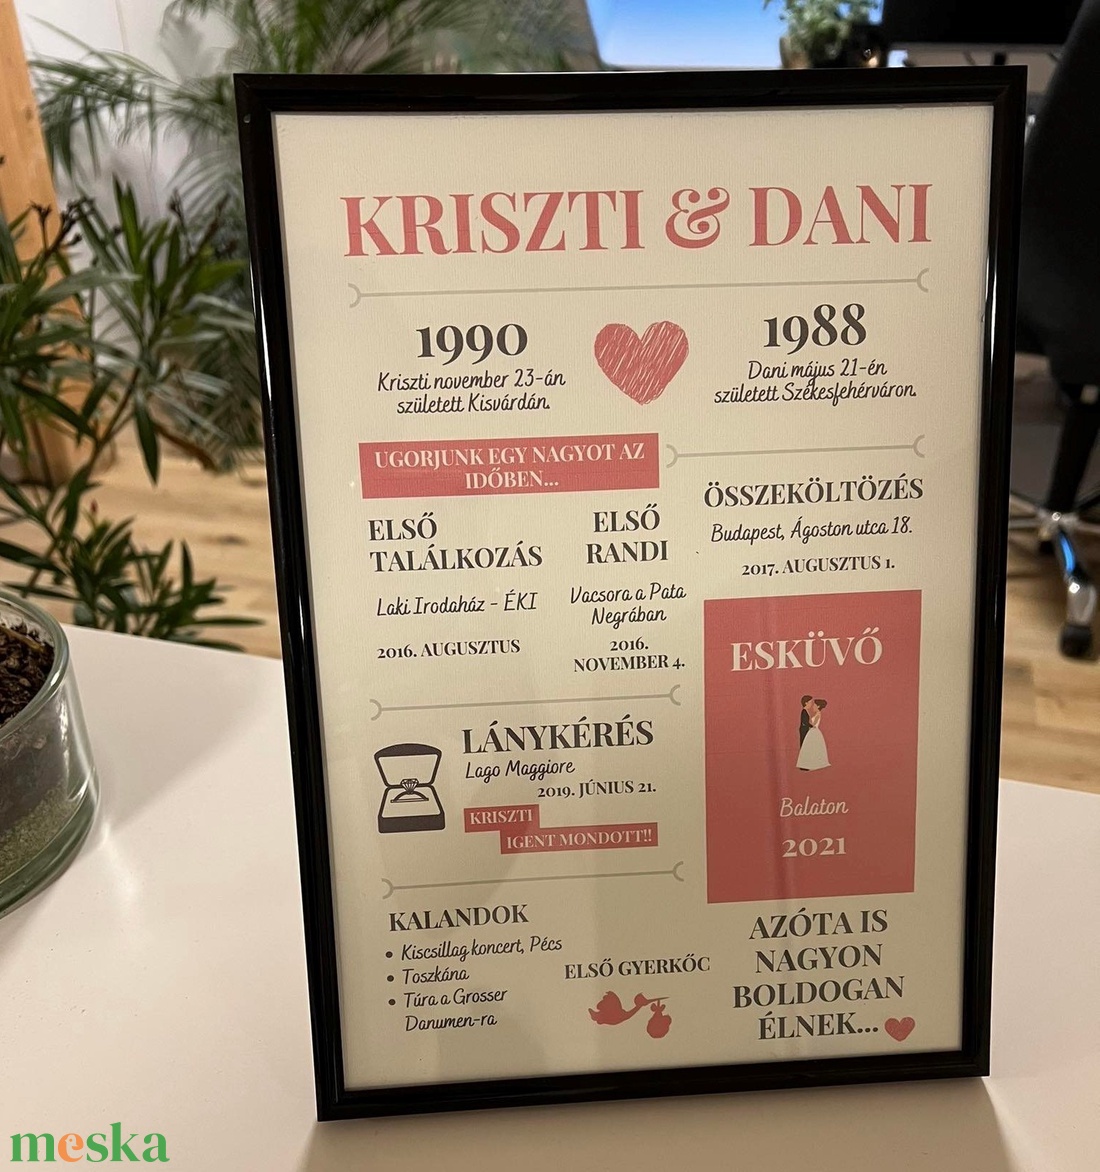 KRISZTI & DANI
1990
Kriszti november 23-án
született Kisvárdán.
1988
Dani május 21-én
született Székesfehérváron.
UGORJUNK EGY NAGYOT AZ
IDŐBEN...
ELSŐ
TALÁLKOZÁS
Laki Irodaház - ÉKI
2016. AUGUSZTUS
ELSŐ
RANDI
Vacsora a Pata
Negrában
2016.
NOVEMBER 4.
ÖSSZEKÖLTÖZÉS
Budapest, Ágoston utca 18.
2017. AUGUSZTUS 1.
LÁNYKÉRÉS
Lago Maggiore
2019. JÚNIUS 21.
KRISZTI
IGENT MONDOTT!!
ESKÜVŐ
Balaton
2021
KALANDOK
• Kiscsillag koncert, Pécs
• Toszkána
• Túra a Grosser
Danumen-ra
ELSŐ GYERKŐC
AZÓTA IS
NAGYON
BOLDOGAN
ÉLNEK...
meska